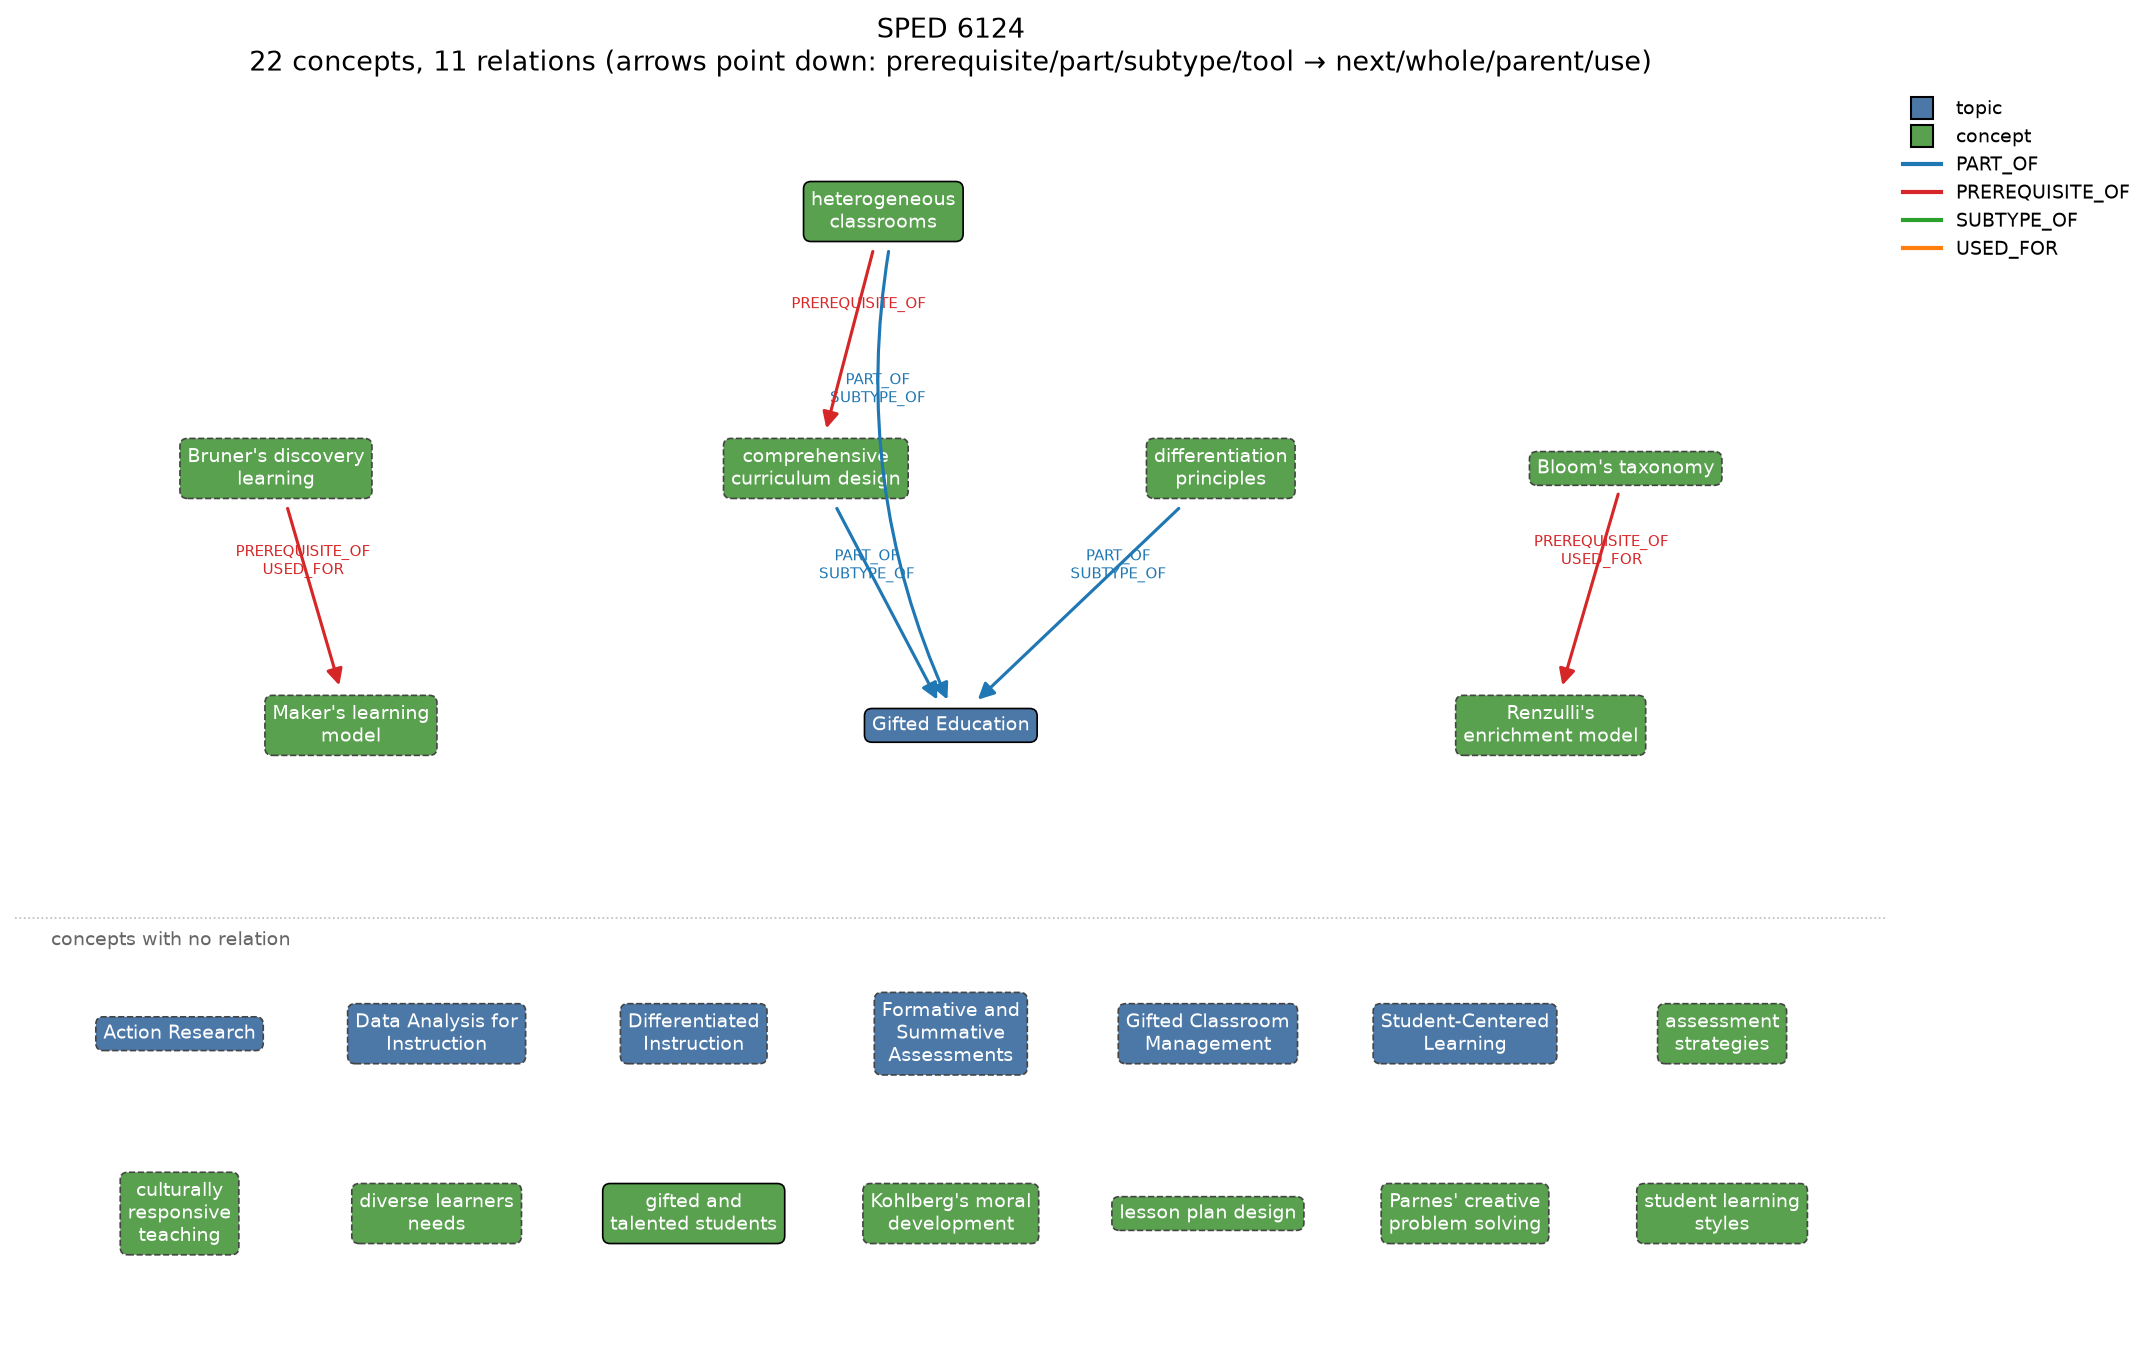 SPED 6124
22 concepts, 11 relations (arrows point down: prerequisite/part/subtype/tool → next/whole/parent/use)
topic
concept
PART_OF
PREREQUISITE_OF
SUBTYPE_OF
USED_FOR
heterogeneous
classrooms
PREREQUISITE_OF
PART_OF
SUBTYPE_OF
Bruner's discovery
learning
comprehensive
curriculum design
differentiation
principles
Bloom's taxonomy
PREREQUISITE_OF
USED_FOR
PART_OF
SUBTYPE_OF
PART_OF
SUBTYPE_OF
PREREQUISITE_OF
USED_FOR
Maker's learning
model
Gifted Education
Renzulli's
enrichment model
concepts with no relation
Action Research
Data Analysis for
Instruction
Differentiated
Instruction
Formative and
Summative
Assessments
Gifted Classroom
Management
Student-Centered
Learning
assessment
strategies
culturally
responsive
teaching
diverse learners
needs
gifted and
talented students
Kohlberg's moral
development
lesson plan design
Parnes' creative
problem solving
student learning
styles